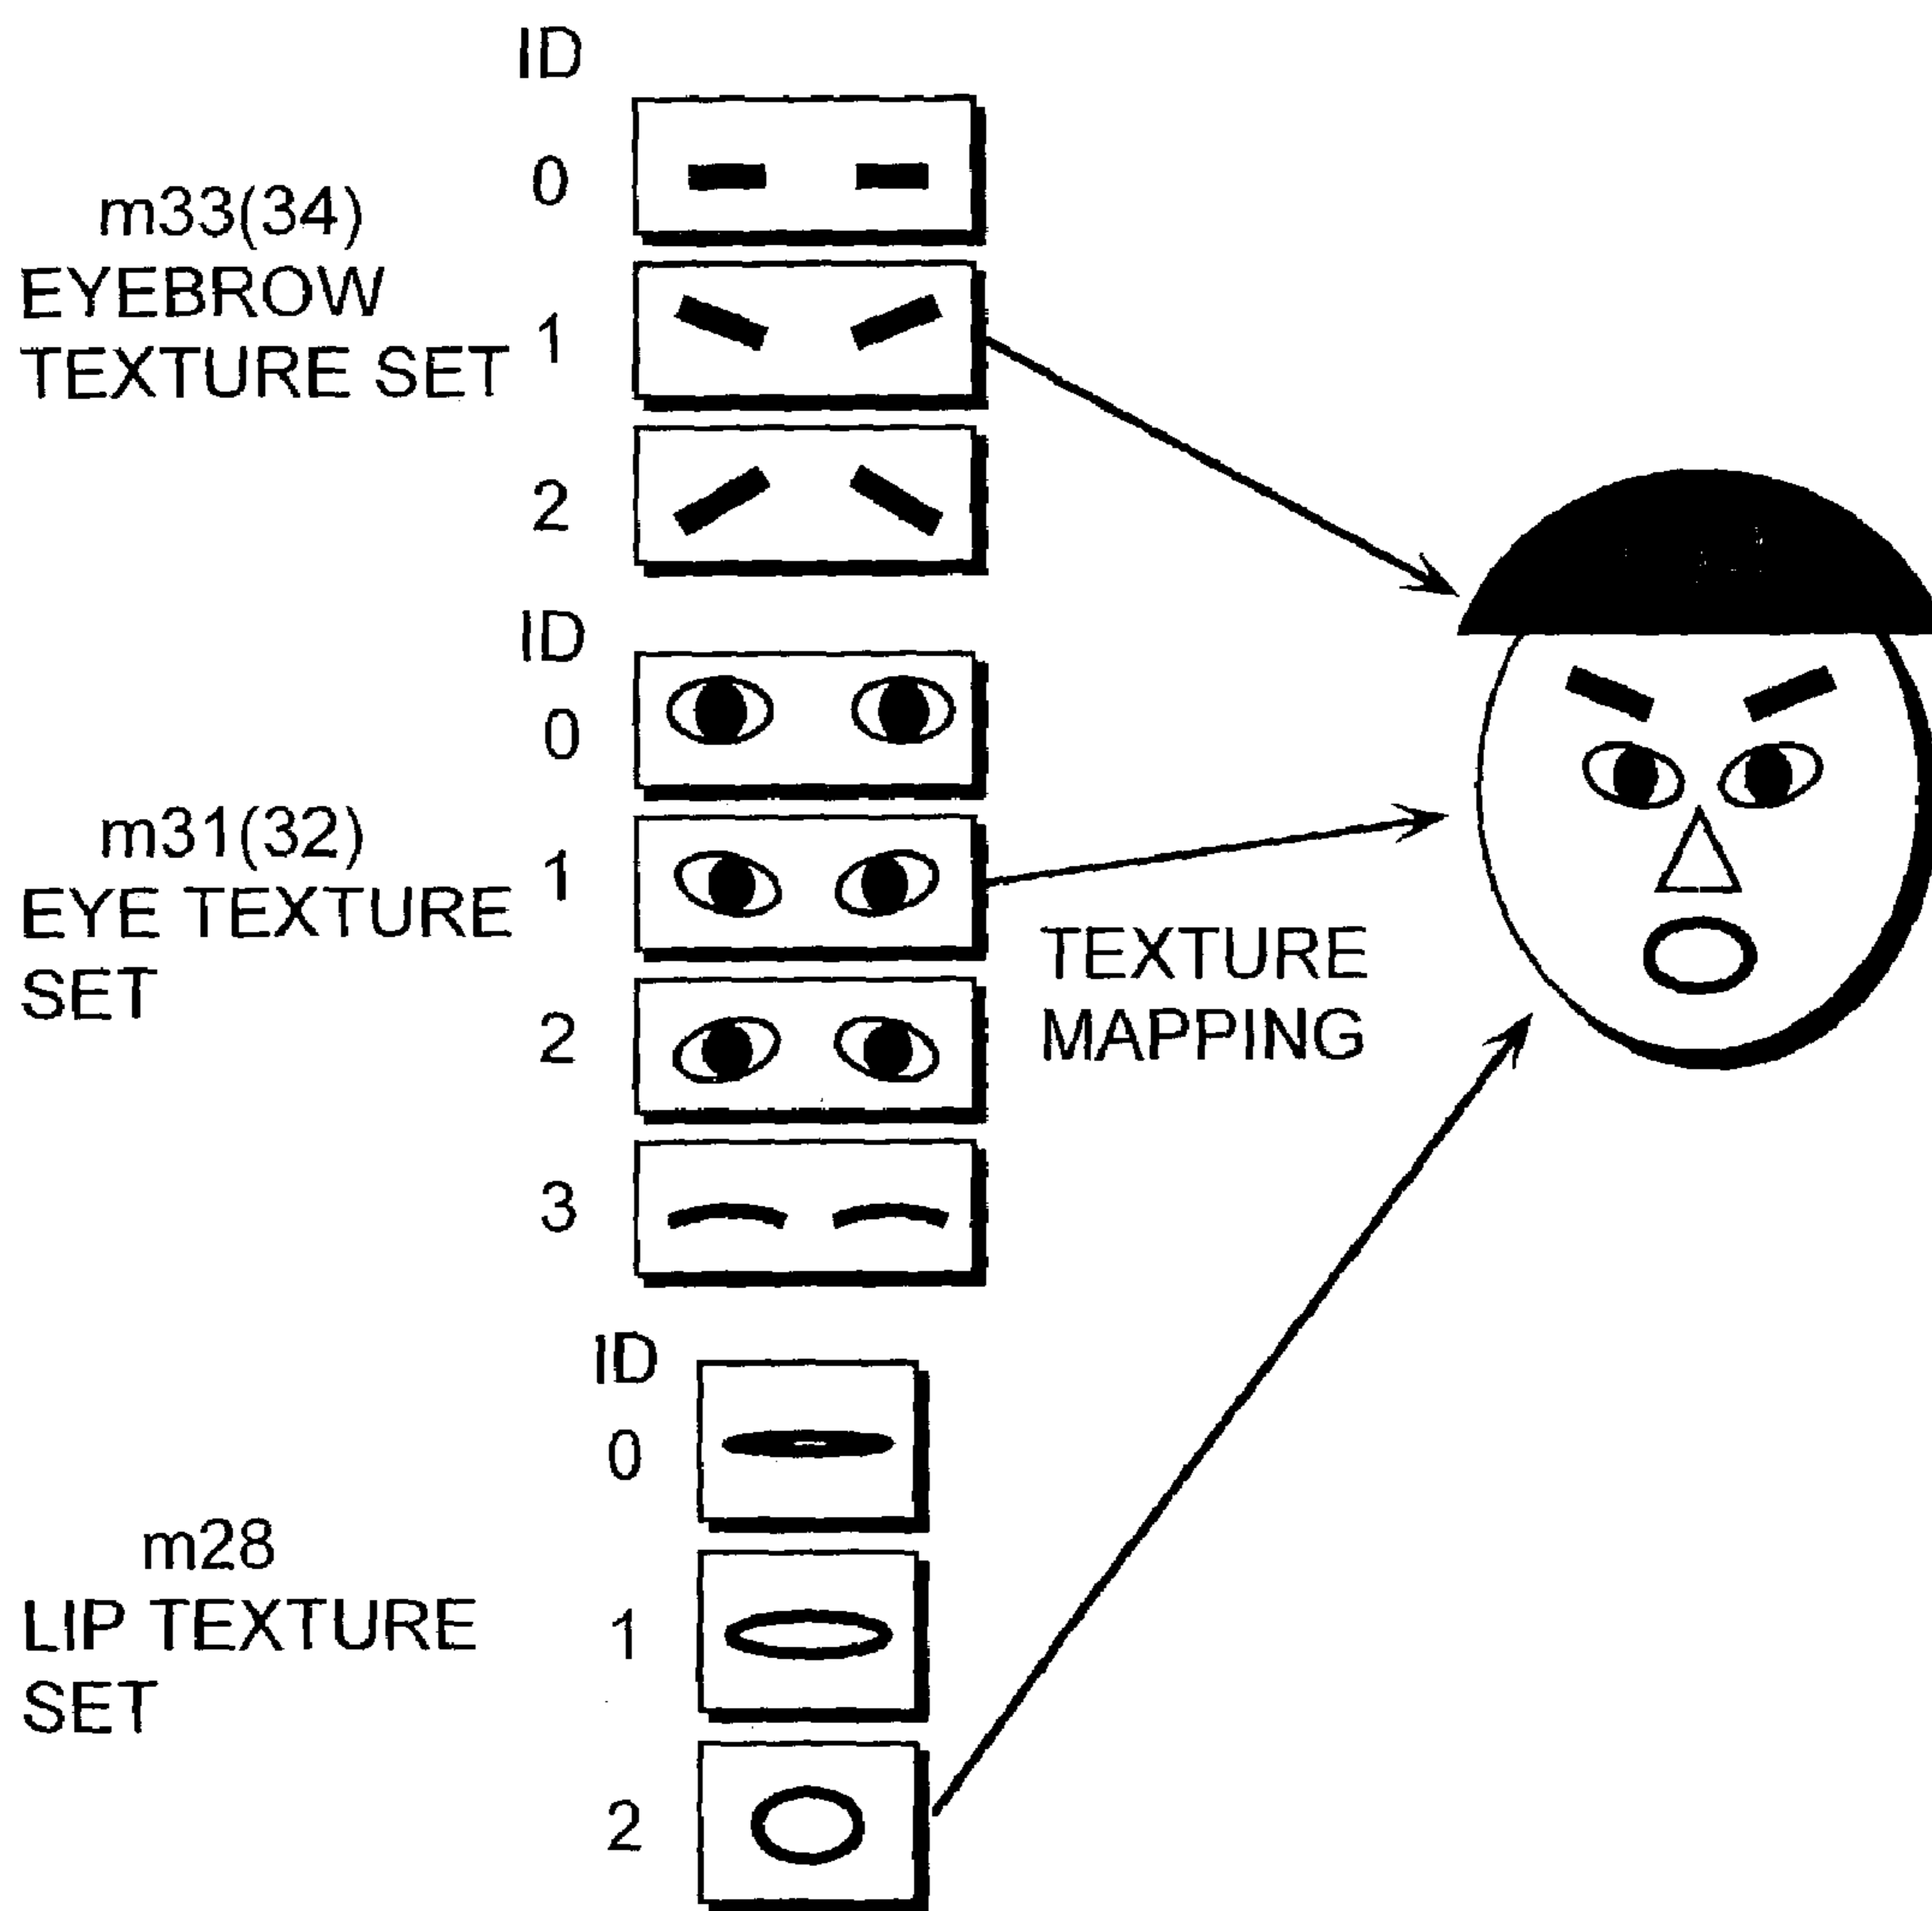 ID
0
m33(34)
EYEBROW
TEXTURE SET
1
2
ID
0
m31(32)
EYE TEXTURE
SET
1
2
3
TEXTURE
MAPPING
ID
0
m28
LIP TEXTURE
SET
1
2